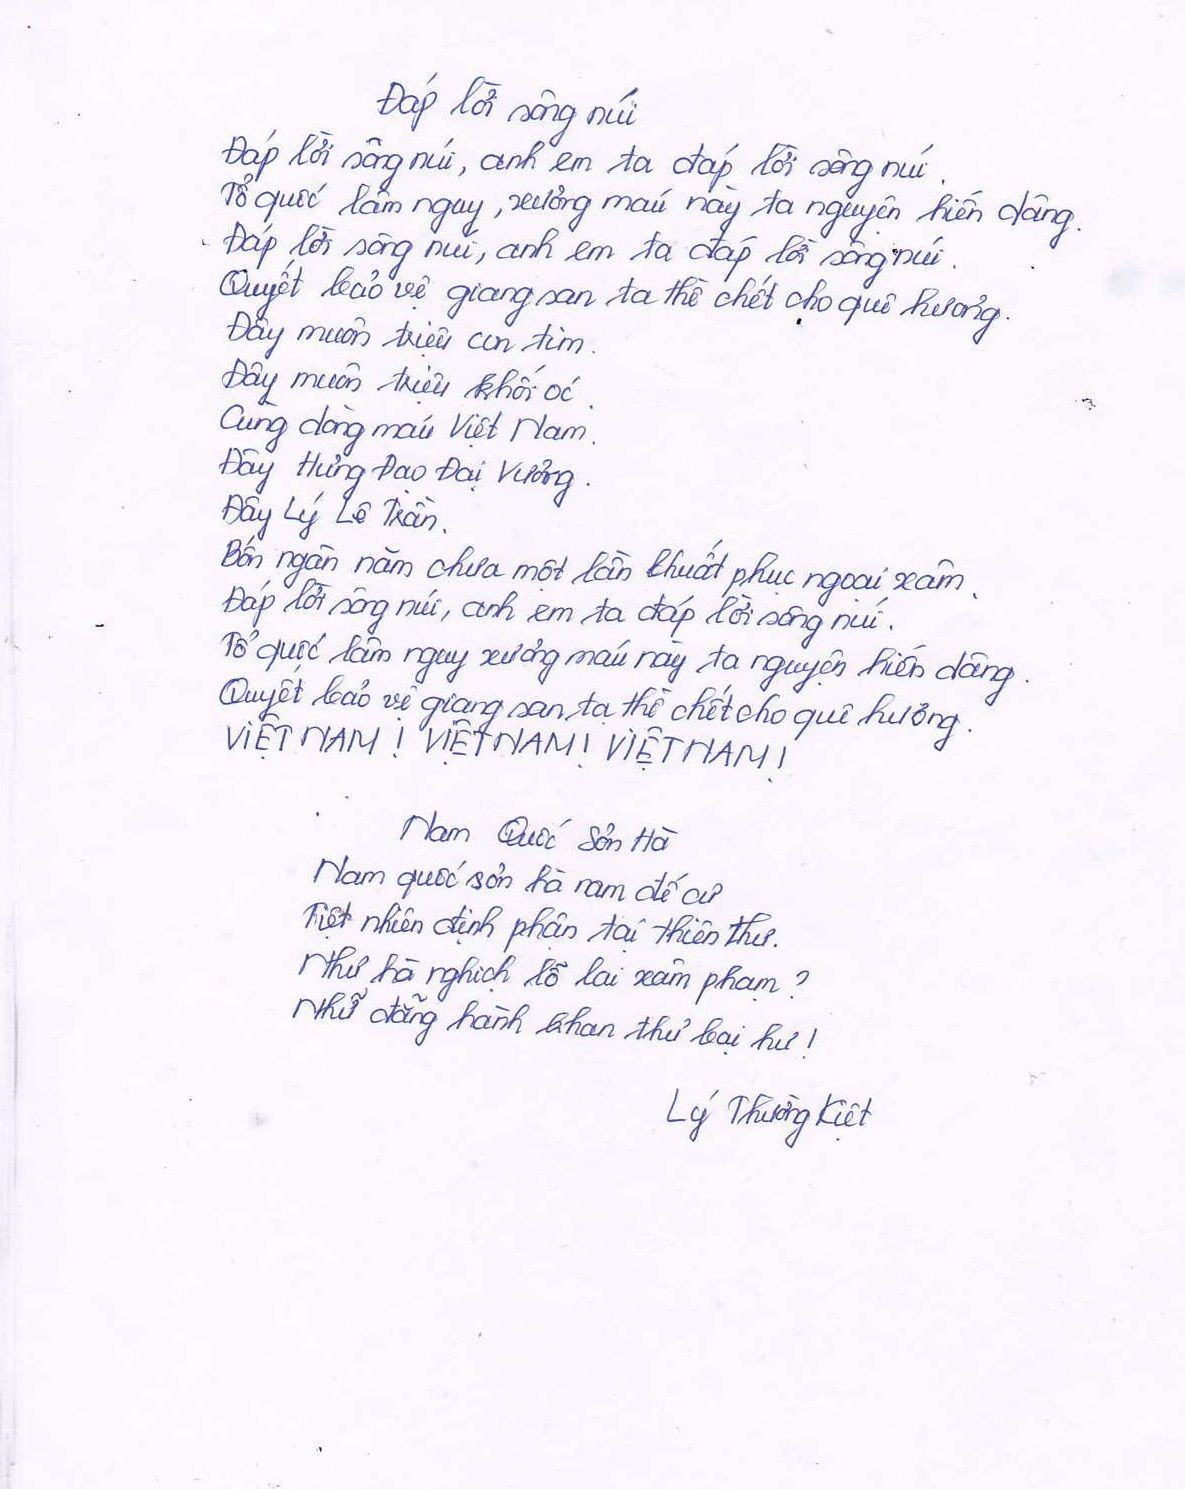 Đáp lời sông núi
Đáp lời sông núi, anh em ta đáp lời sông núi.
Tổ quốc lâm nguy, xương máu này ta nguyện hiến dâng.
Đáp lời sông núi, anh em ta đáp lời sông núi.
Quyết bảo vệ giang san ta thề chết cho quê hương.
Đây muôn triệu con tim.
Đây muôn triệu khối óc.
Cùng dòng máu Việt Nam.
Đây Hưng Đạo Đại Vương.
Đây Lý Lê Trần.
Bốn ngàn năm chưa một lần khuất phục ngoại xâm.
Đáp lời sông núi, anh em ta đáp lời sông núi.
Tổ quốc lâm nguy xương máu này ta nguyện hiến dâng.
Quyết bảo vệ giang san ta thề chết cho quê hương.
VIỆT NAM! VIỆT NAM! VIỆT NAM!
Nam Quốc Sơn Hà
Nam quốc sơn hà nam đế cư
Tiệt nhiên định phận tại thiên thư.
Như hà nghịch lỗ lai xâm phạm?
Nhữ đẳng hành khan thư bại hư!
Lý Thường Kiệt